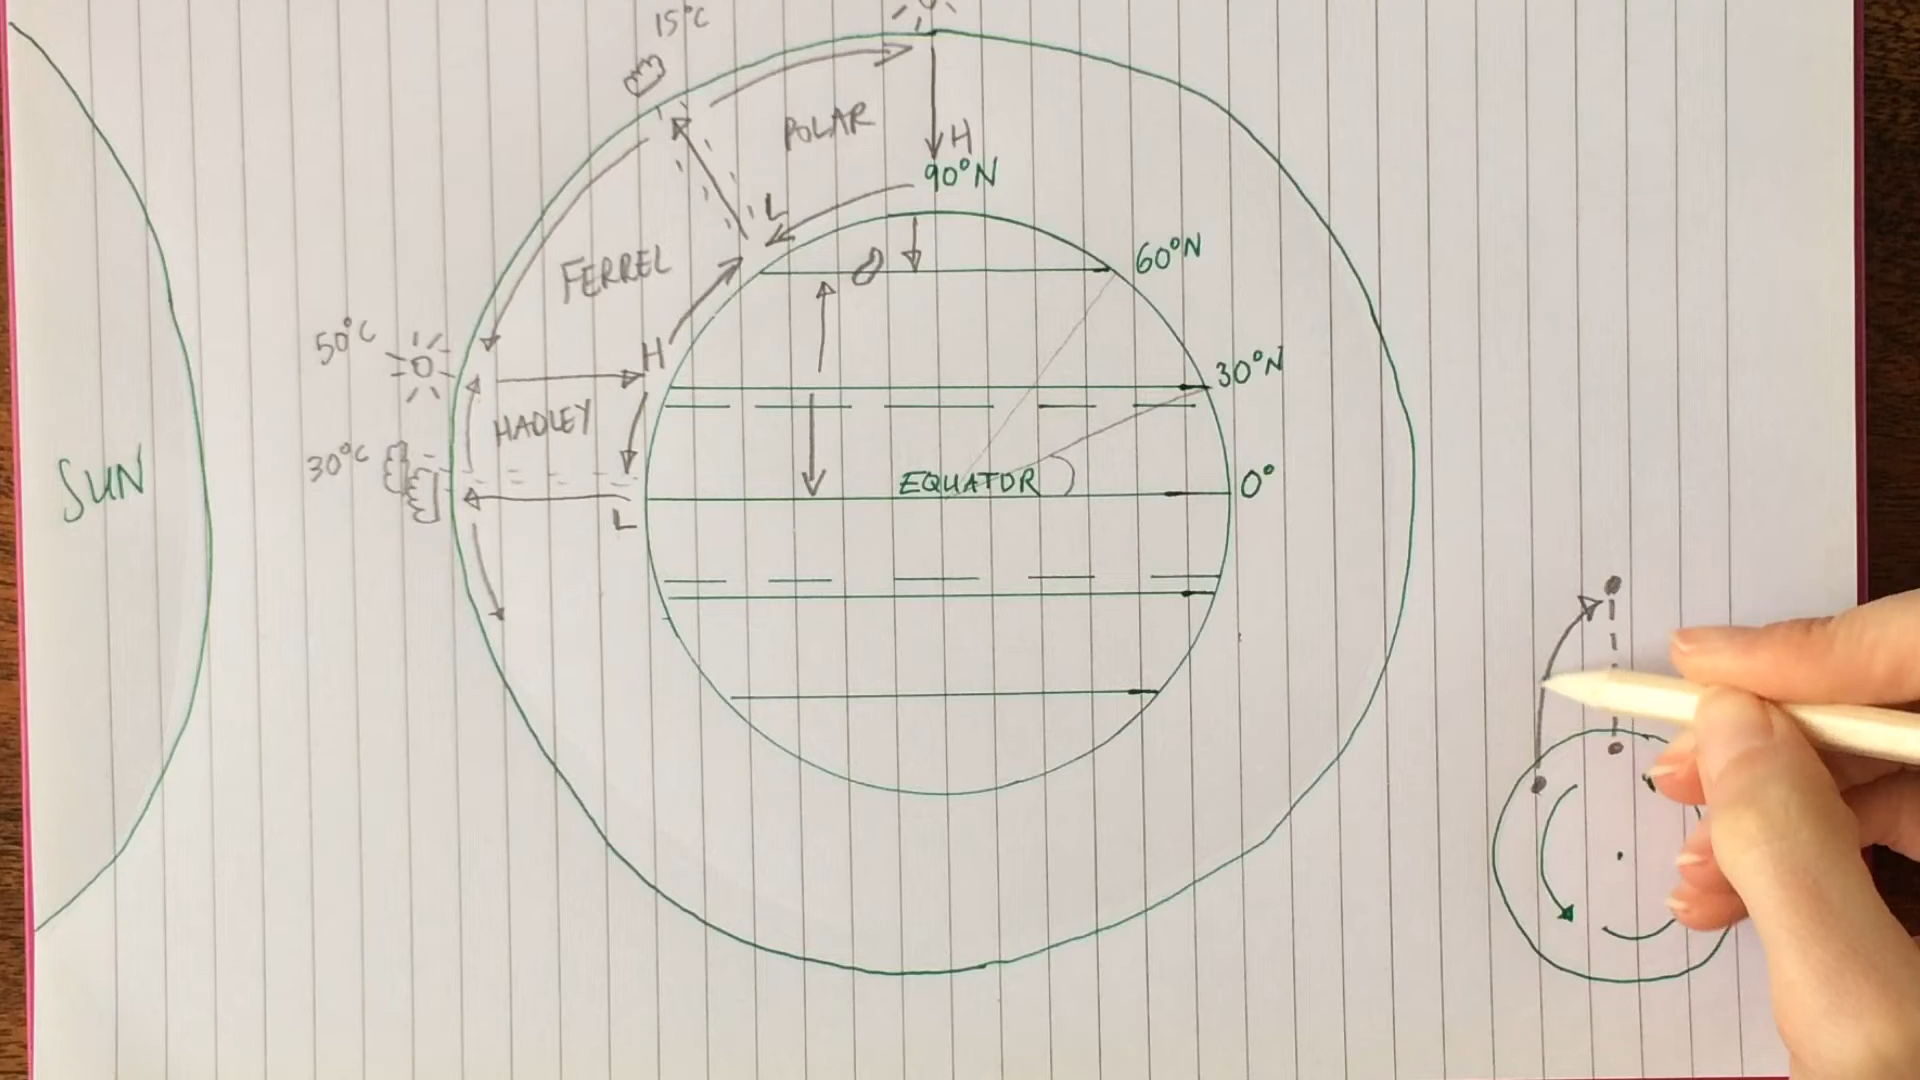 15°C
POLAR
H
90°N
L
60°N
FERREL
50°C
H
30°N
HADLEY
30°C
SUN
EQUATOR
0°
L